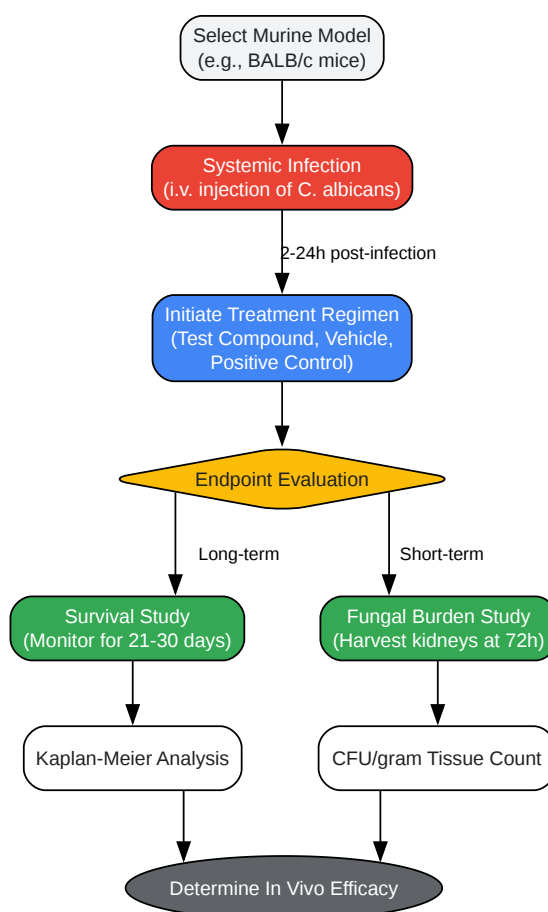 Select Murine Model
(e.g., BALB/c mice)
Systemic Infection
(i.v. injection of C. albicans)
2-24h post-infection
Initiate Treatment Regimen
(Test Compound, Vehicle,
Positive Control)
Endpoint Evaluation
Long-term
Short-term
Survival Study
(Monitor for 21-30 days)
Fungal Burden Study
(Harvest kidneys at 72h)
Kaplan-Meier Analysis
CFU/gram Tissue Count
Determine In Vivo Efficacy